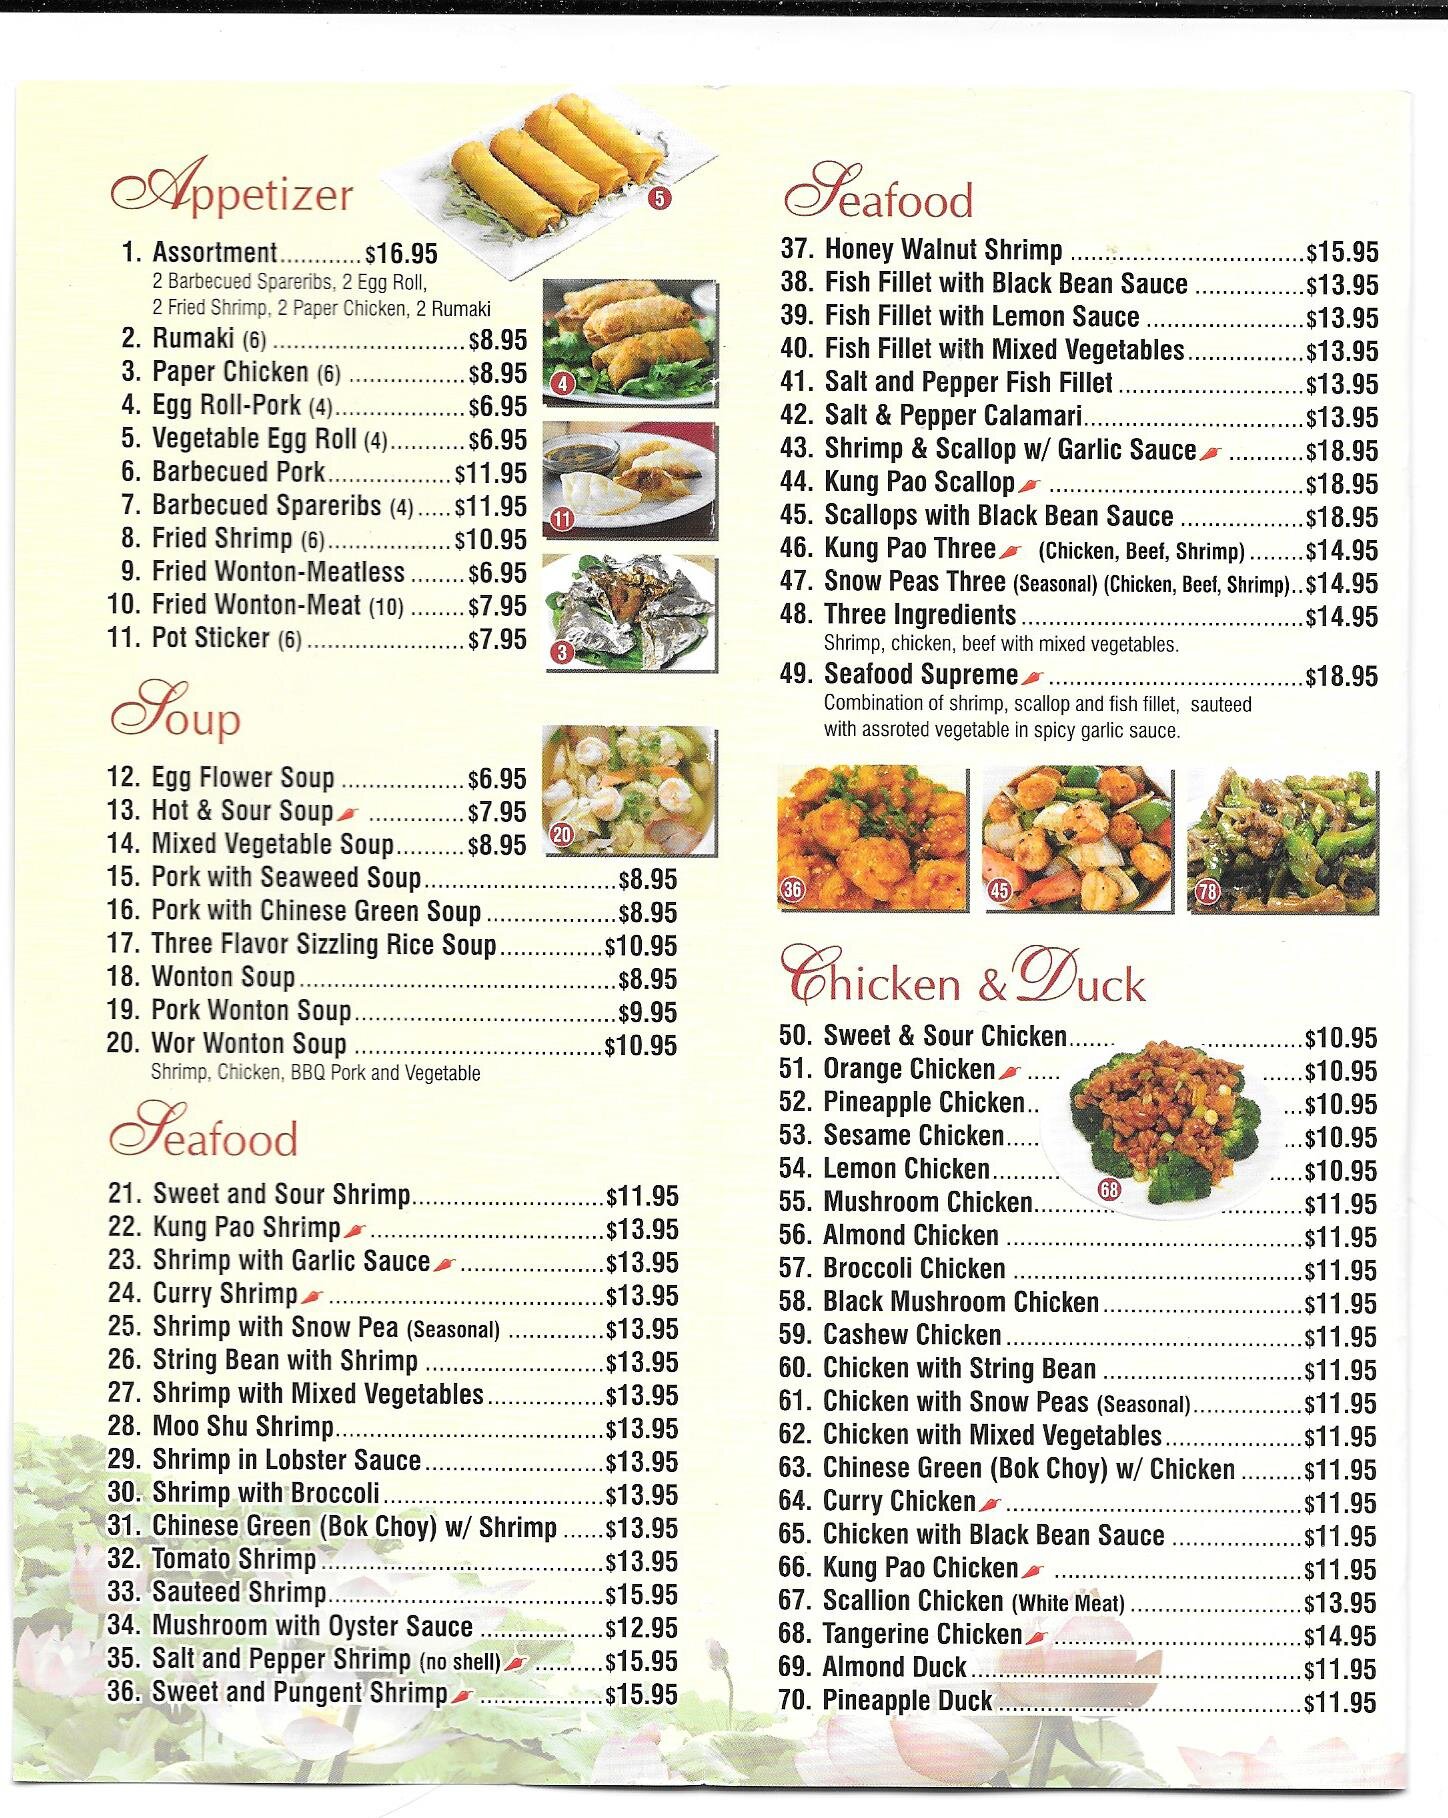 Appetizer
1. Assortment............ $16.95
2 Barbecued Spareribs, 2 Egg Roll,
2 Fried Shrimp, 2 Paper Chicken, 2 Rumaki
2. Rumaki (6) ........................... $8.95
3. Paper Chicken (6) ................ $8.95
4. Egg Roll-Pork (4).................. $6.95
5. Vegetable Egg Roll (4).......... $6.95
6. Barbecued Pork................. $11.95
7. Barbecued Spareribs (4)..... $11.95
8. Fried Shrimp (6)................. $10.95
9. Fried Wonton-Meatless ....... $6.95
10. Fried Wonton-Meat (10) ....... $7.95
11. Pot Sticker (6) ...................... $7.95
5
4
11
3
Soup
12. Egg Flower Soup ................. $6.95
13. Hot & Sour Soup ............. $7.95
14. Mixed Vegetable Soup.......... $8.95
15. Pork with Seaweed Soup........................... $8.95
16. Pork with Chinese Green Soup .................. $8.95
17. Three Flavor Sizzling Rice Soup.............. $10.95
18. Wonton Soup ............................................ $8.95
19. Pork Wonton Soup..................................... $9.95
20. Wor Wonton Soup ................................... $10.95
Shrimp, Chicken, BBQ Pork and Vegetable
20
Seafood
21. Sweet and Sour Shrimp........................... $11.95
22. Kung Pao Shrimp ................................. $13.95
23. Shrimp with Garlic Sauce .................... $13.95
24. Curry Shrimp ....................................... $13.95
25. Shrimp with Snow Pea (Seasonal) ............. $13.95
26. String Bean with Shrimp ......................... $13.95
27. Shrimp with Mixed Vegetables................ $13.95
28. Moo Shu Shrimp...................................... $13.95
29. Shrimp in Lobster Sauce......................... $13.95
30. Shrimp with Broccoli............................... $13.95
31. Chinese Green (Bok Choy) w/ Shrimp ...... $13.95
32. Tomato Shrimp ........................................ $13.95
33. Sauteed Shrimp....................................... $15.95
34. Mushroom with Oyster Sauce ................. $12.95
35. Salt and Pepper Shrimp (no shell) .......... $15.95
36. Sweet and Pungent Shrimp ................. $15.95
Seafood
37. Honey Walnut Shrimp ................................. $15.95
38. Fish Fillet with Black Bean Sauce ............... $13.95
39. Fish Fillet with Lemon Sauce ...................... $13.95
40. Fish Fillet with Mixed Vegetables................ $13.95
41. Salt and Pepper Fish Fillet .......................... $13.95
42. Salt & Pepper Calamari............................... $13.95
43. Shrimp & Scallop w/ Garlic Sauce ........... $18.95
44. Kung Pao Scallop .................................... $18.95
45. Scallops with Black Bean Sauce ................. $18.95
46. Kung Pao Three (Chicken, Beef, Shrimp) ....... $14.95
47. Snow Peas Three (Seasonal) (Chicken, Beef, Shrimp).. $14.95
48. Three Ingredients ........................................ $14.95
Shrimp, chicken, beef with mixed vegetables.
49. Seafood Supreme .................................... $18.95
Combination of shrimp, scallop and fish fillet, sauteed
with assroted vegetable in spicy garlic sauce.
36
45
78
Chicken & Duck
50. Sweet & Sour Chicken....... .............. $10.95
51. Orange Chicken ..... ...... $10.95
52. Pineapple Chicken.. ... $10.95
53. Sesame Chicken..... ... $10.95
54. Lemon Chicken.......... ..... $10.95
55. Mushroom Chicken............ ............ $11.95
68
56. Almond Chicken .......................................... $11.95
57. Broccoli Chicken ......................................... $11.95
58. Black Mushroom Chicken............................ $11.95
59. Cashew Chicken .......................................... $11.95
60. Chicken with String Bean ............................ $11.95
61. Chicken with Snow Peas (Seasonal)............... $11.95
62. Chicken with Mixed Vegetables................... $11.95
63. Chinese Green (Bok Choy) w/ Chicken ......... $11.95
64. Curry Chicken .......................................... $11.95
65. Chicken with Black Bean Sauce .................. $11.95
66. Kung Pao Chicken ................................... $11.95
67. Scallion Chicken (White Meat) ........................ $13.95
68. Tangerine Chicken ................................... $14.95
69. Almond Duck ............................................... $11.95
70. Pineapple Duck ........................................... $11.95